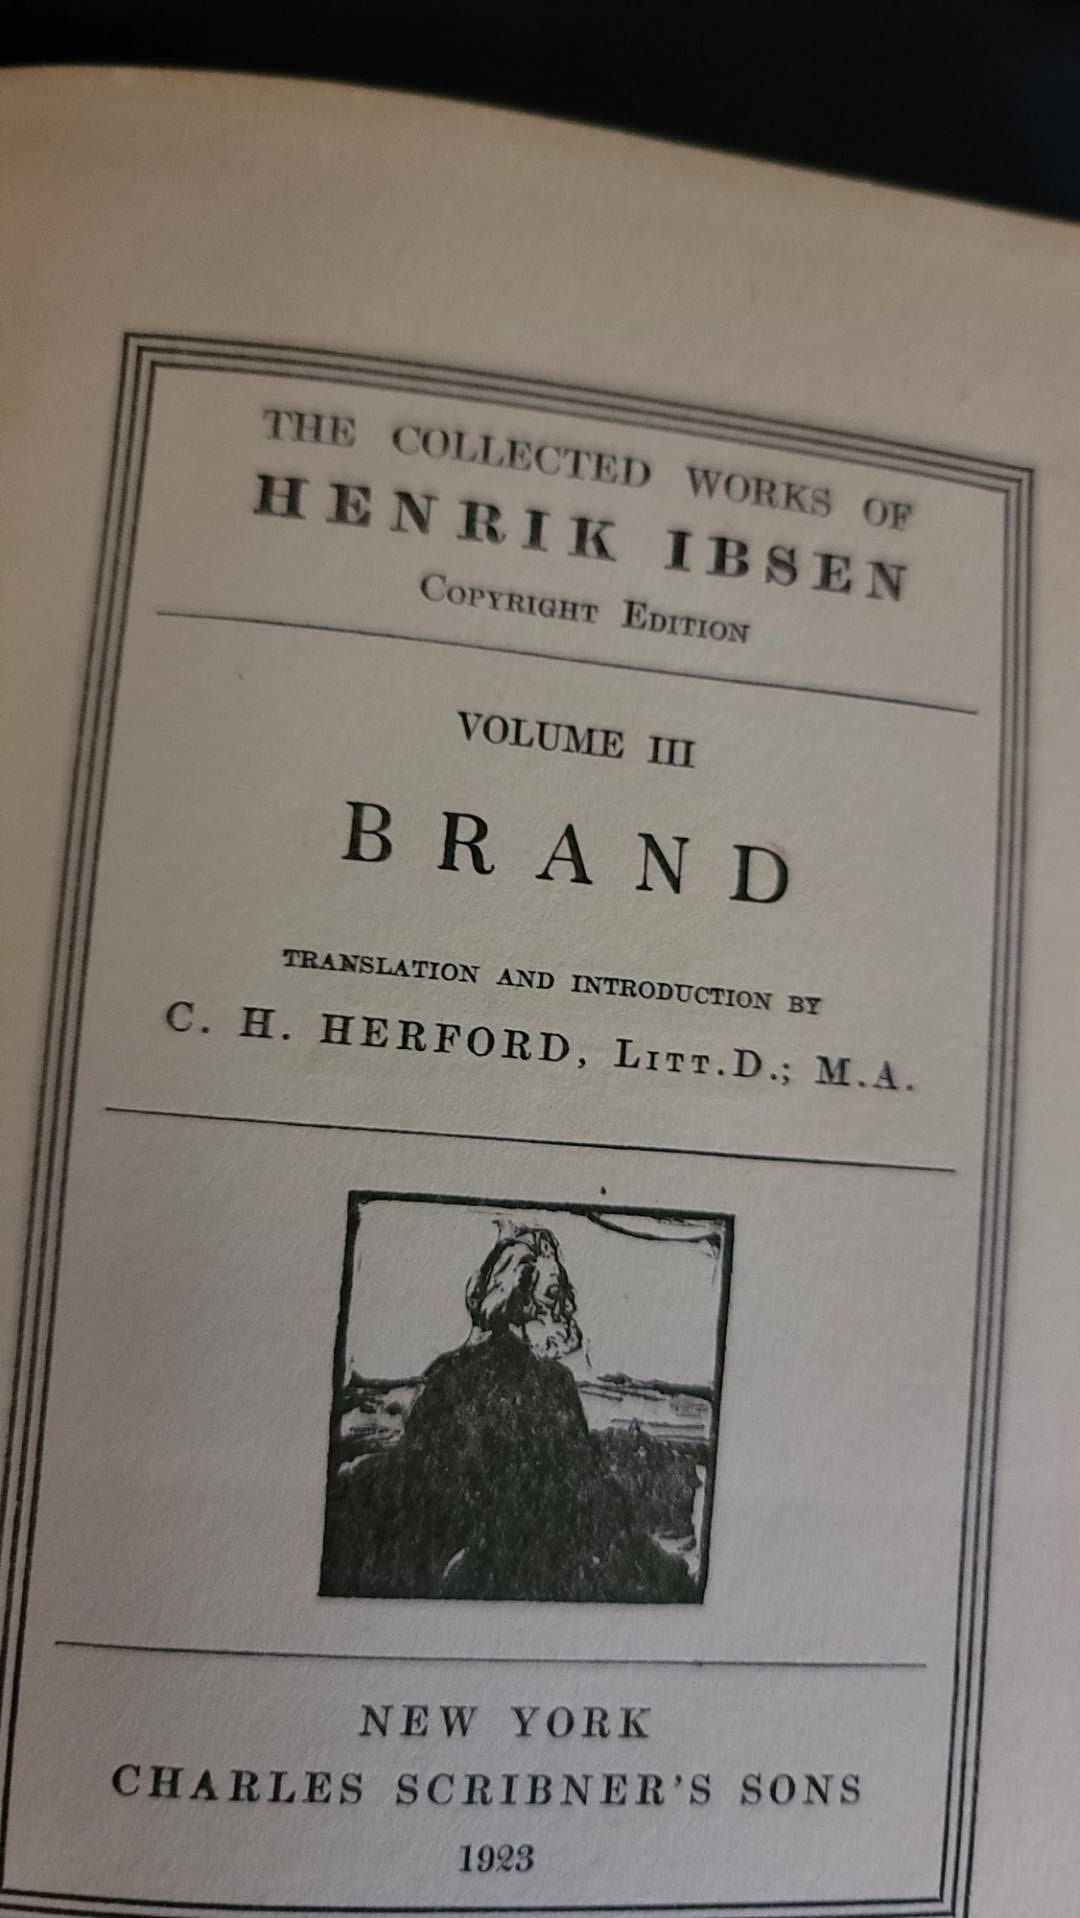 THE COLLECTED WORKS OF
HENRIK IBSEN
COPYRIGHT EDITION
VOLUME III
BRAND
TRANSLATION AND INTRODUCTION BY
C. H. HERFORD, LITT.D.; M.A.
NEW YORK
CHARLES SCRIBNER'S SONS
1923